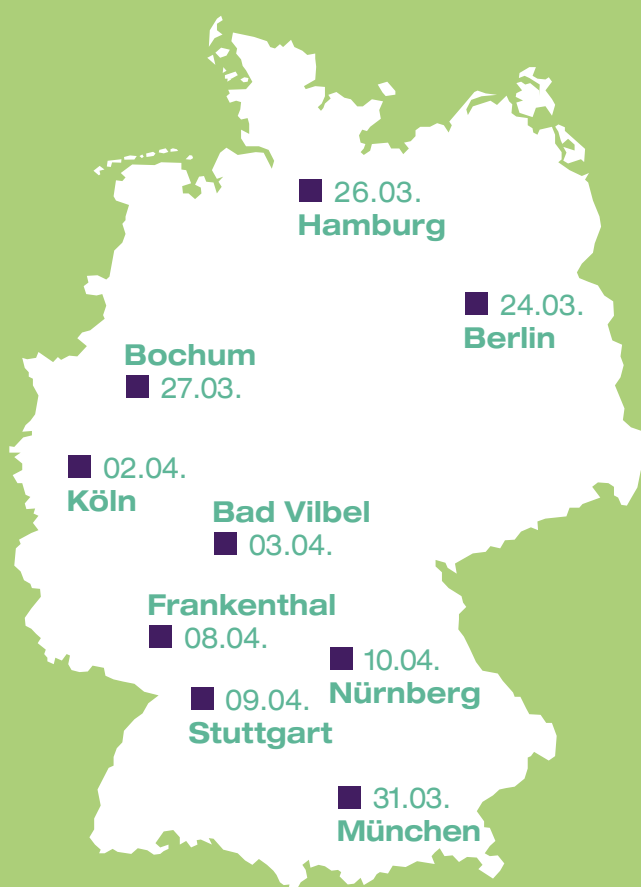 26.03.
Hamburg
24.03.
Berlin
Bochum
27.03.
02.04.
Köln
Bad Vilbel
03.04.
Frankenthal
08.04.
10.04.
Nürnberg
09.04.
Stuttgart
31.03.
München